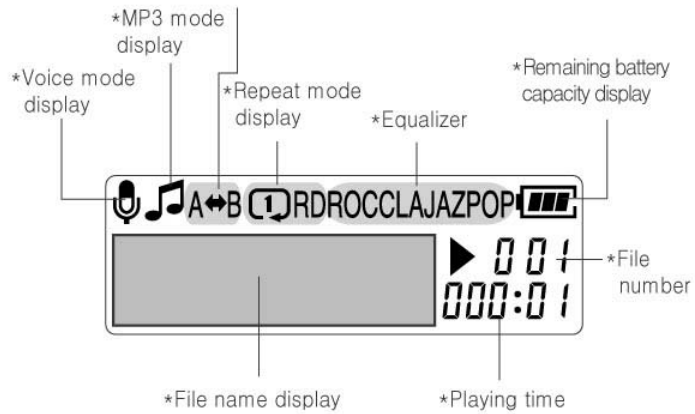 *MP3 mode
display
*Voice mode
display
*Repeat mode
display
*Equalizer
*Remaining battery
capacity display
A⬌B 1 RDROCCLAJAZPOP
001
000:01
*File
number
*File name display
*Playing time